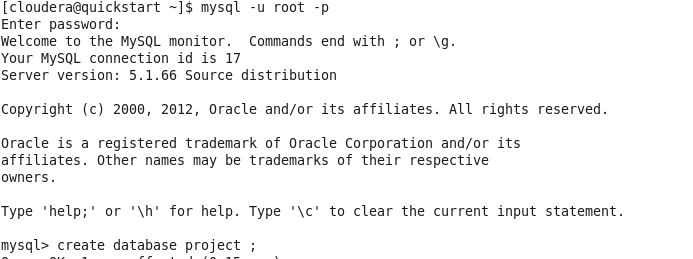 [cloudera@quickstart ~]$ mysql -u root -p
Enter password:
Welcome to the MySQL monitor.  Commands end with ; or \g.
Your MySQL connection id is 17
Server version: 5.1.66 Source distribution
Copyright (c) 2000, 2012, Oracle and/or its affiliates. All rights reserved.
Oracle is a registered trademark of Oracle Corporation and/or its
affiliates. Other names may be trademarks of their respective
owners.
Type 'help;' or '\h' for help. Type '\c' to clear the current input statement.
mysql> create database project ;